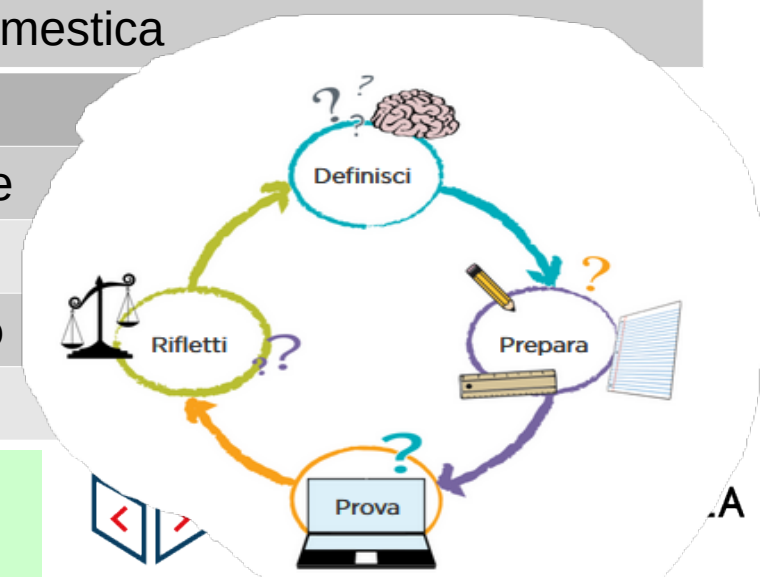 mestica
Definisci
e
Rifletti
Prepara
o
Prova
A